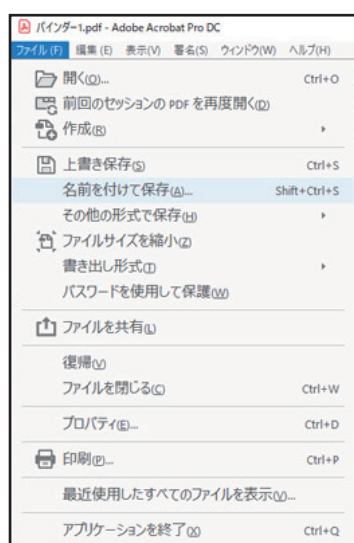 バインダー1.pdf - Adobe Acrobat Pro DC
ファイル(F) 編集(E) 表示(V) 署名(S) ウィンドウ(W) ヘルプ(H)
開く(O)... Ctrl+O
前回のセッションの PDF を再度開く(D)
作成(R)
上書き保存(S) Ctrl+S
名前を付けて保存(A)... Shift+Ctrl+S
その他の形式で保存(H)
ファイルサイズを縮小(Z)
書き出し形式(T)
パスワードを使用して保護(W)
ファイルを共有(L)
復帰(V)
ファイルを閉じる(C) Ctrl+W
プロパティ(E)... Ctrl+D
印刷(P)... Ctrl+P
最近使用したすべてのファイルを表示(V)...
アプリケーションを終了(X) Ctrl+Q